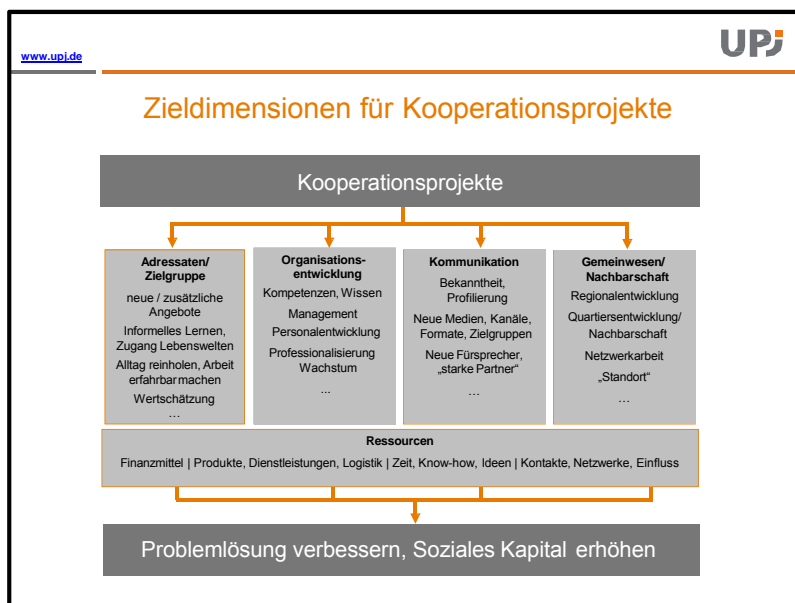 www.upj.de
UPj
Zieldimensionen für Kooperationsprojekte
Kooperationsprojekte
Adressaten/
Zielgruppe
neue / zusätzliche
Angebote
Informelles Lernen,
Zugang Lebenswelten
Alltag reinholen, Arbeit
erfahrbar machen
Wertschätzung
…
Organisations-
entwicklung
Kompetenzen, Wissen
Management
Personalentwicklung
Professionalisierung
Wachstum
...
Kommunikation
Bekanntheit,
Profilierung
Neue Medien, Kanäle,
Formate, Zielgruppen
Neue Fürsprecher,
„starke Partner“
…
Gemeinwesen/
Nachbarschaft
Regionalentwicklung
Quartiersentwicklung/
Nachbarschaft
Netzwerkarbeit
„Standort“
…
Ressourcen
Finanzmittel | Produkte, Dienstleistungen, Logistik | Zeit, Know-how, Ideen | Kontakte, Netzwerke, Einfluss
Problemlösung verbessern, Soziales Kapital erhöhen